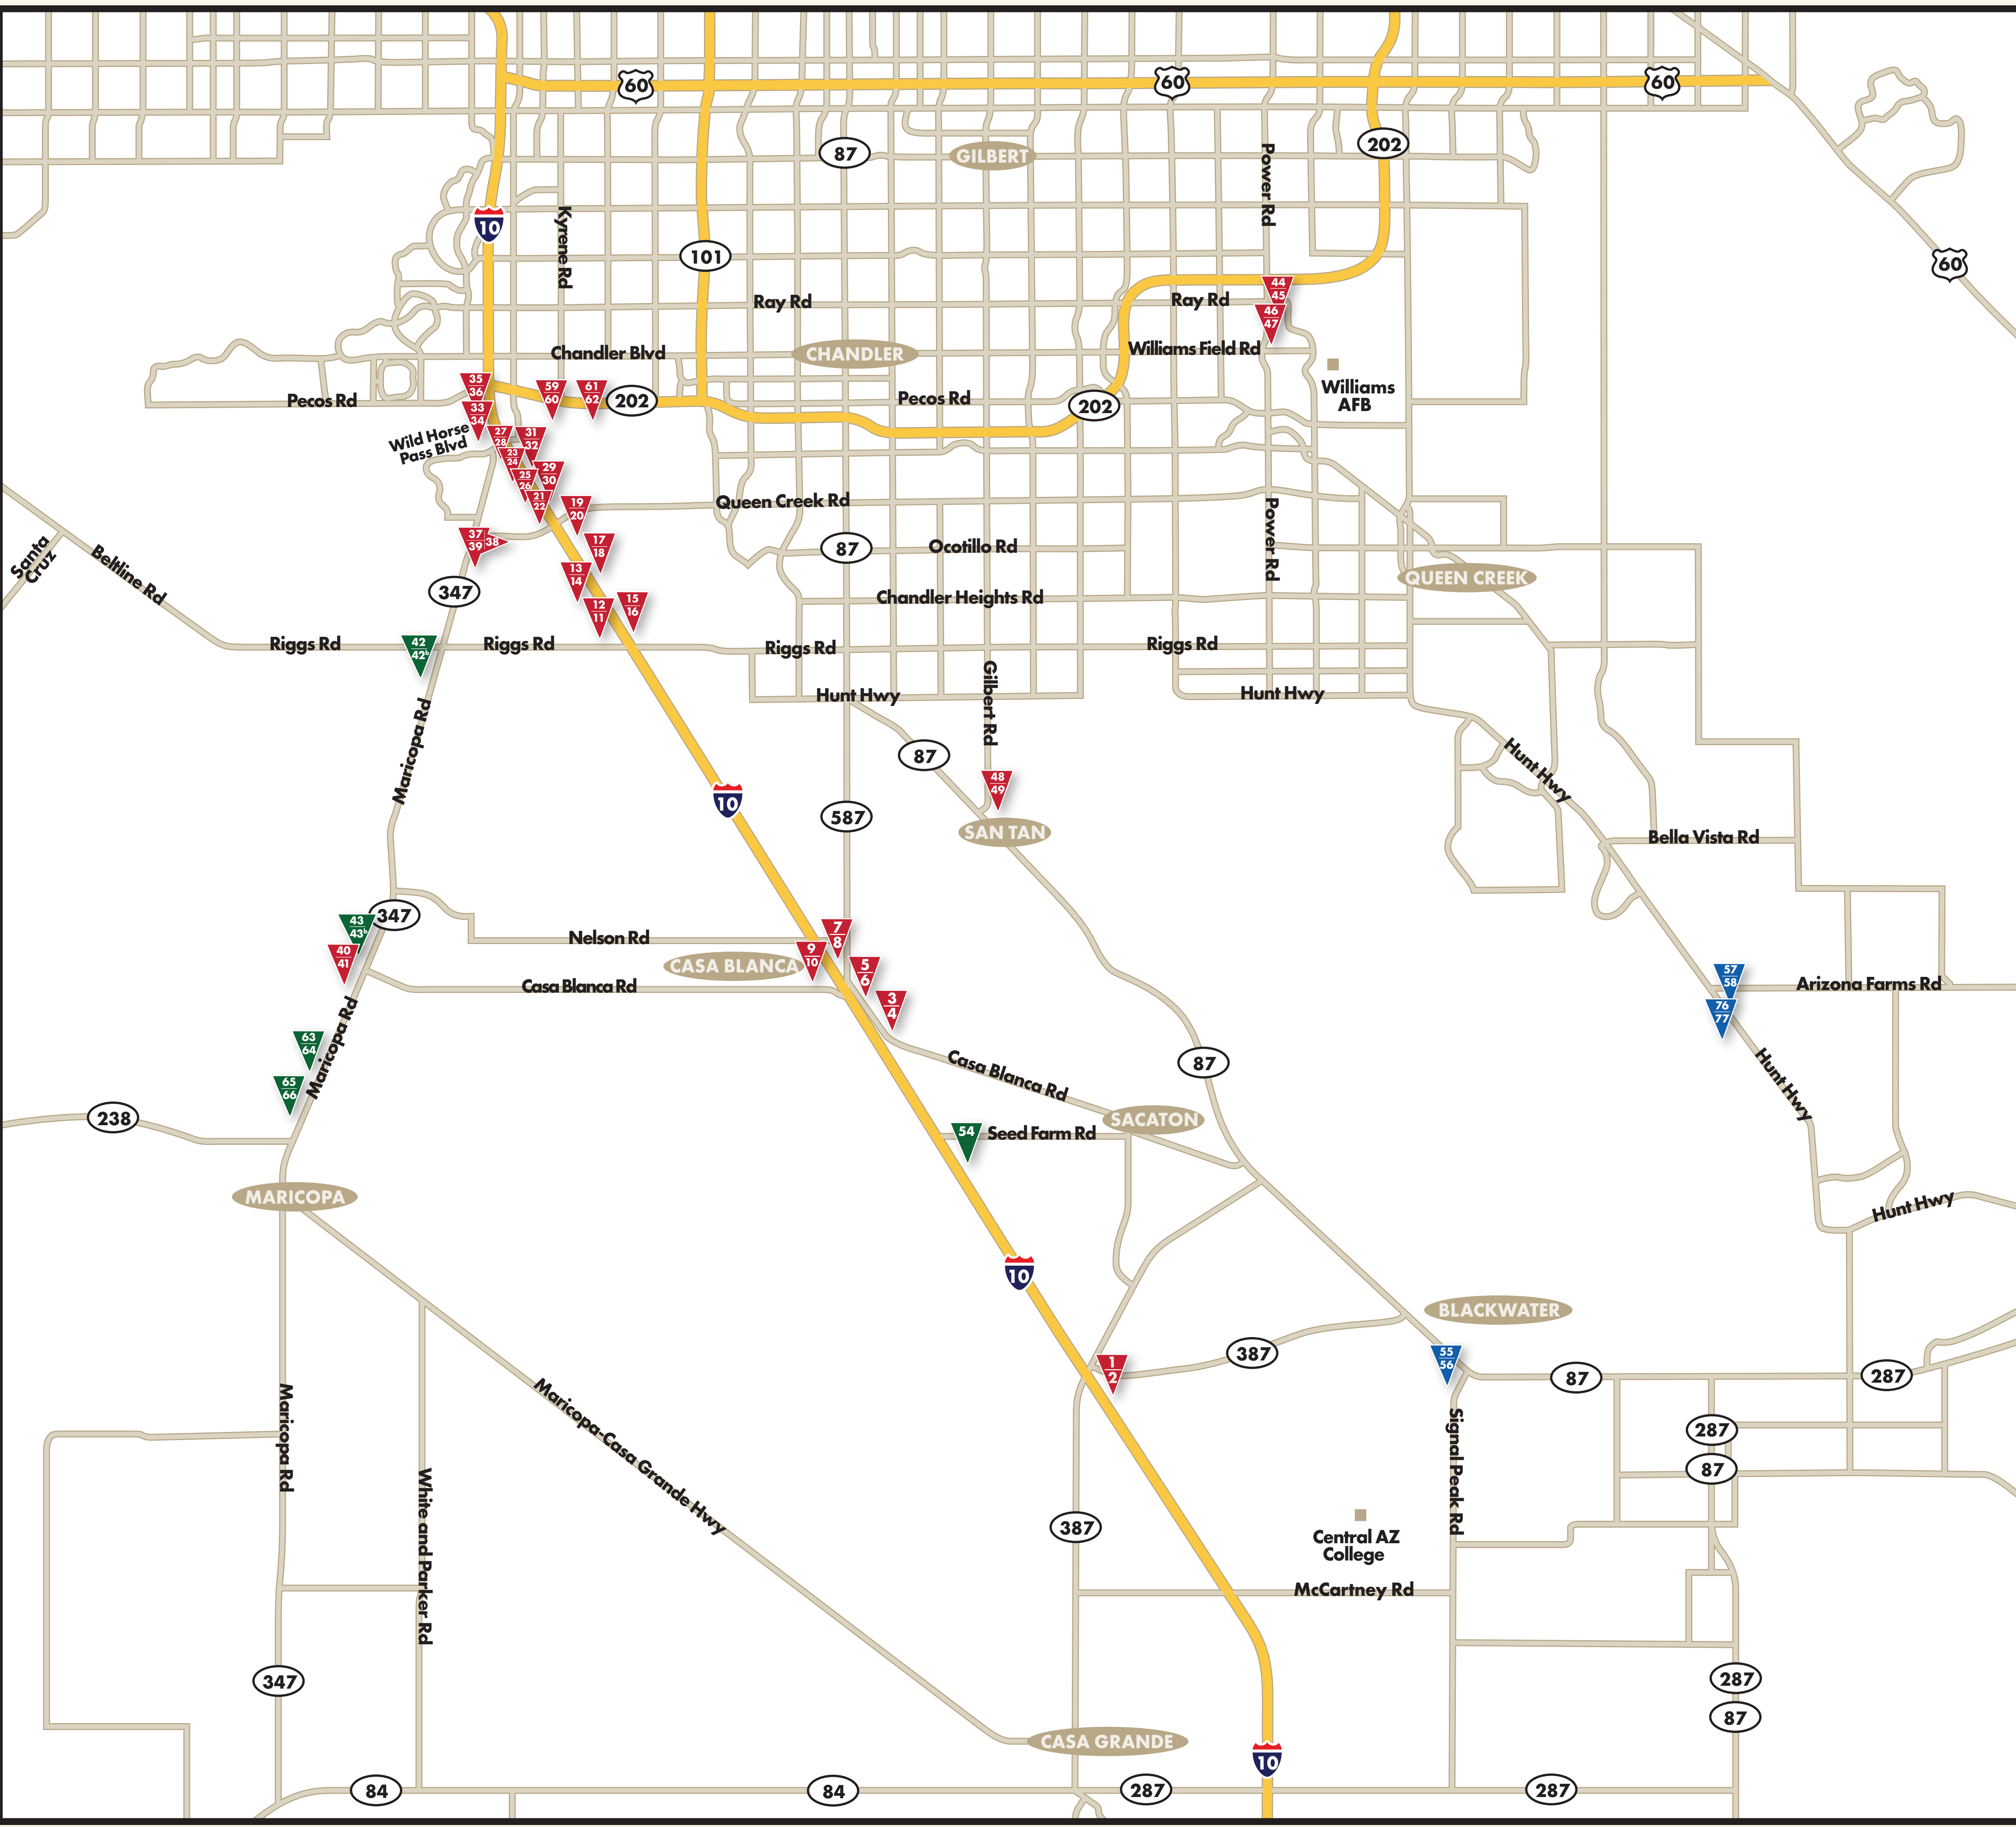 60
60
60
87
GILBERT
Power Rd
202
10
Kyrene Rd
101
60
44
45
Ray Rd
Ray Rd
46
47
Chandler Blvd
CHANDLER
Williams Field Rd
Williams
AFB
35
36
59
60
61
62
202
Pecos Rd
Pecos Rd
202
33
34
Wild Horse
Pass Blvd
27
28
31
32
23
24
29
30
25
26
21
22
19
20
Queen Creek Rd
Power Rd
37
39
38
17
18
87
Ocotillo Rd
Santa
Cruz
Beltline Rd
13
14
QUEEN CREEK
347
12
11
15
16
Chandler Heights Rd
42
42b
Riggs Rd
Riggs Rd
Riggs Rd
Riggs Rd
Gilbert Rd
Hunt Hwy
Hunt Hwy
Maricopa Rd
87
Hunt Hwy
10
48
49
587
SAN TAN
Bella Vista Rd
347
43
43b
40
41
Nelson Rd
7
8
9
10
CASA BLANCA
5
6
57
58
Casa Blanca Rd
Arizona Farms Rd
3
4
76
77
Maricopa Rd
63
64
65
66
Casa Blanca Rd
87
Hunt Hwy
238
SACATON
54
Seed Farm Rd
MARICOPA
Hunt Hwy
10
BLACKWATER
1
2
387
55
56
87
287
Maricopa Rd
Maricopa-Casa Grande Hwy
Signal Peak Rd
287
87
White and Parker Rd
387
Central AZ
College
McCartney Rd
347
287
87
CASA GRANDE
10
84
84
287
287